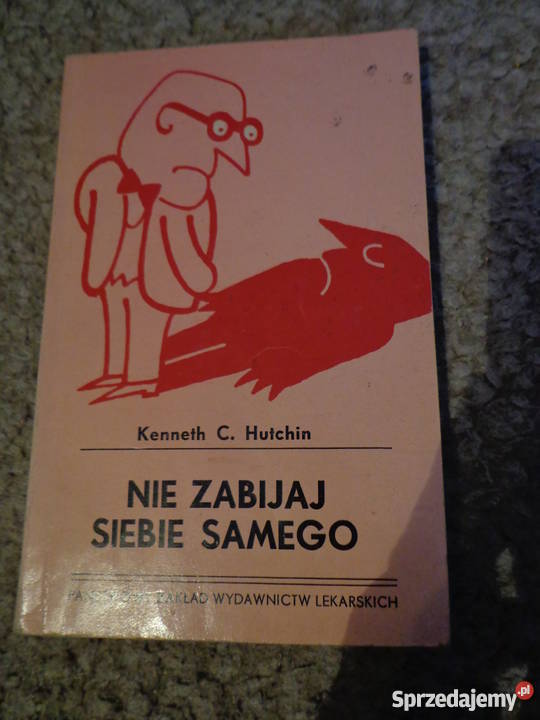 Kenneth C. Hutchin
NIE ZABIJAJ
SIEBIE SAMEGO
ZAKŁAD WYDAWNICTW LEKARSKICH
Sprzedajemy.pl